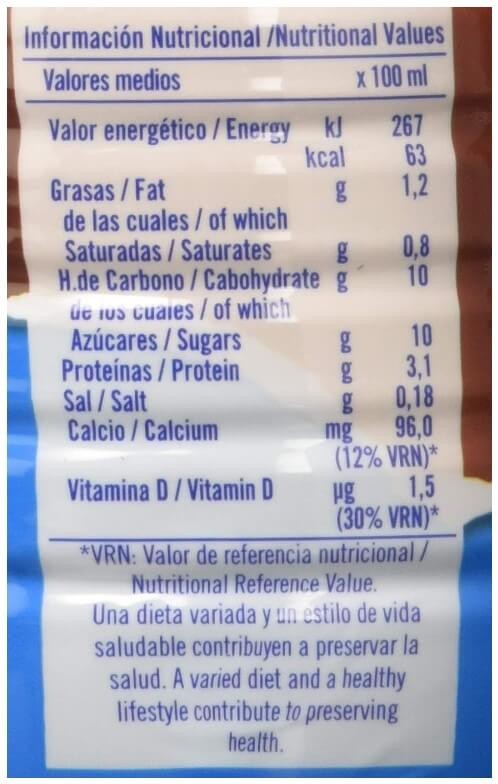 Información Nutricional /Nutritional Values
Valores medios x 100 ml
Valor energético / Energy kJ 267
kcal 63
Grasas / Fat g 1,2
de las cuales / of which
Saturadas / Saturates g 0,8
H.de Carbono / Cabohydrate g 10
de los cuales / of which
Azúcares / Sugars g 10
Proteínas / Protein g 3,1
Sal / Salt g 0,18
Calcio / Calcium mg 96,0
(12% VRN)*
Vitamina D / Vitamin D µg 1,5
(30% VRN)*
*VRN: Valor de referencia nutricional /
Nutritional Reference Value.
Una dieta variada y un estilo de vida
saludable contribuyen a preservar la
salud. A varied diet and a healthy
lifestyle contribute to preserving
health.